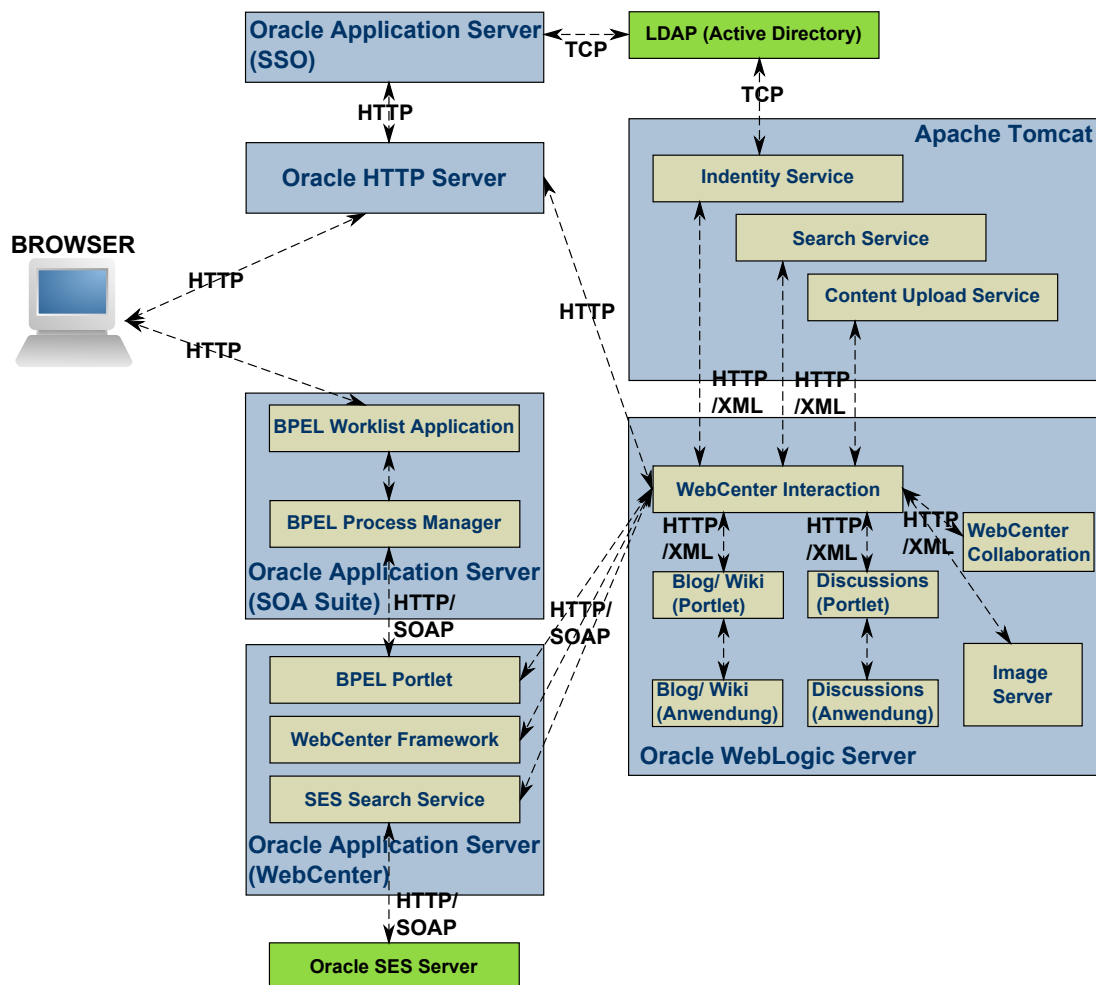 Oracle Application Server
(SSO)
TCP
LDAP (Active Directory)
HTTP
TCP
Oracle HTTP Server
Apache Tomcat
Indentity Service
Search Service
Content Upload Service
BROWSER
HTTP
HTTP
HTTP
HTTP
/XML
HTTP
/XML
BPEL Worklist Application
BPEL Process Manager
Oracle Application Server
(SOA Suite)
HTTP/
SOAP
HTTP/
SOAP
BPEL Portlet
WebCenter Framework
SES Search Service
Oracle Application Server
(WebCenter)
HTTP/
SOAP
Oracle SES Server
WebCenter Interaction
HTTP
/XML
HTTP
/XML
HTTP
/XML
WebCenter
Collaboration
Blog/ Wiki
(Portlet)
Discussions
(Portlet)
Blog/ Wiki
(Anwendung)
Discussions
(Anwendung)
Image
Server
Oracle WebLogic Server